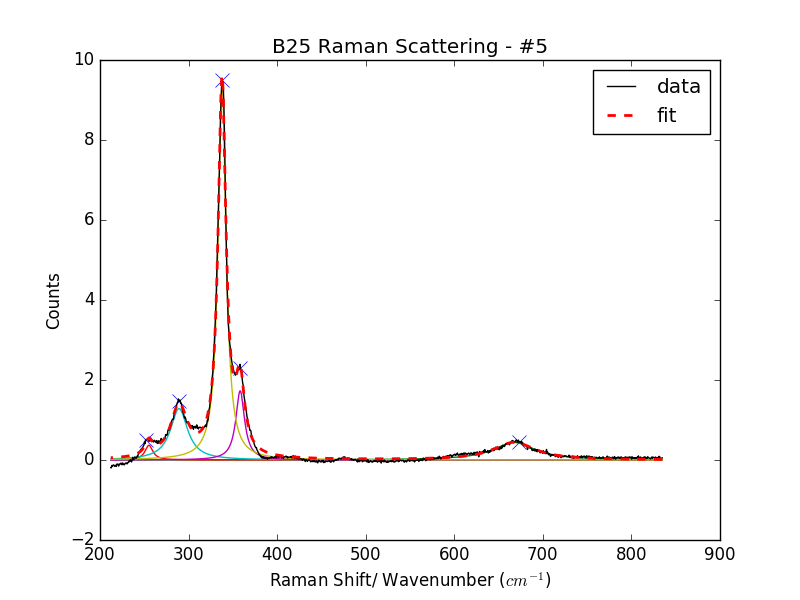 B25 Raman Scattering - #5
data
fit
10
8
6
4
2
0
−2
Counts
200 300 400 500 600 700 800 900
Raman Shift/ Wavenumber (cm⁻¹)